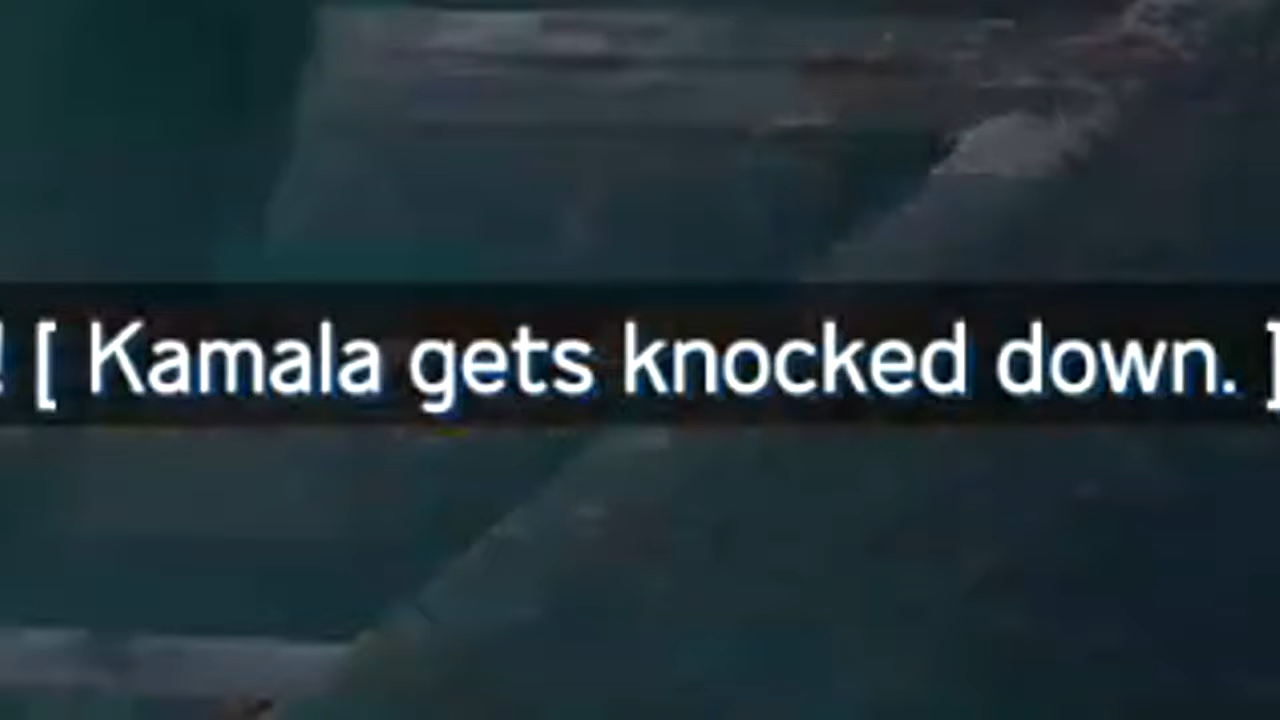 ! [ Kamala gets knocked down. ]